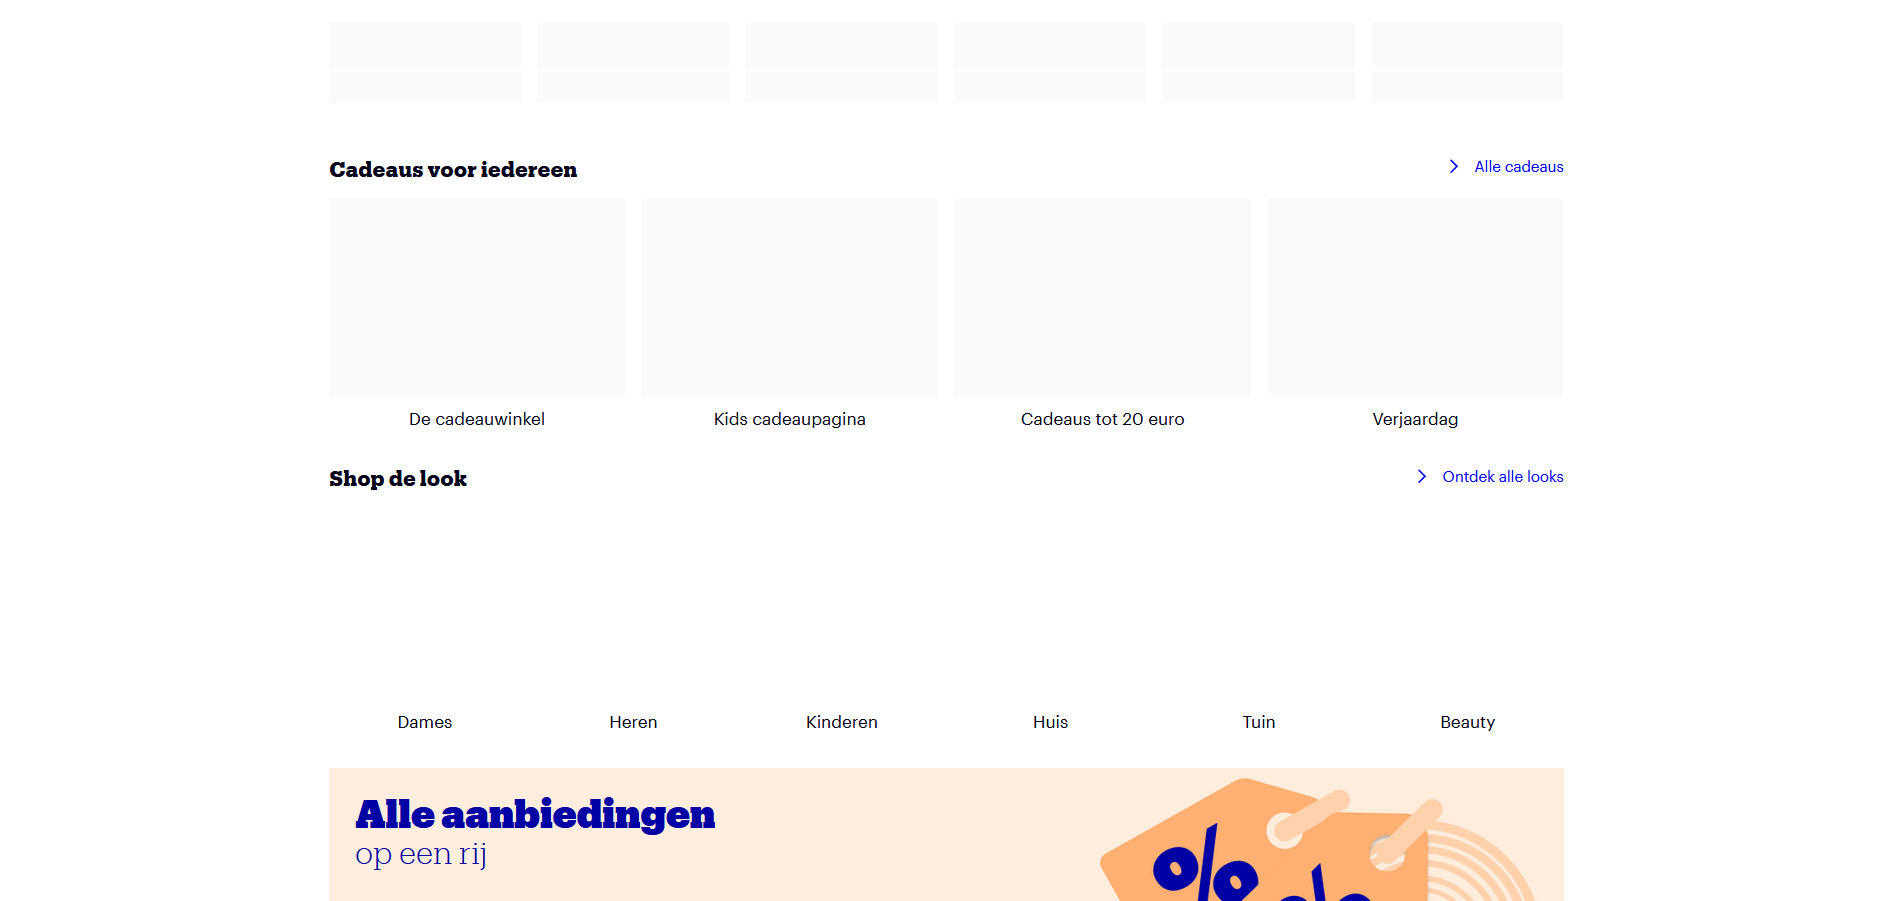 Cadeaus voor iedereen
Alle cadeaus
De cadeauwinkel
Kids cadeaupagina
Cadeaus tot 20 euro
Verjaardag
Shop de look
Ontdek alle looks
Dames
Heren
Kinderen
Huis
Tuin
Beauty
Alle aanbiedingen
op een rij
%
%